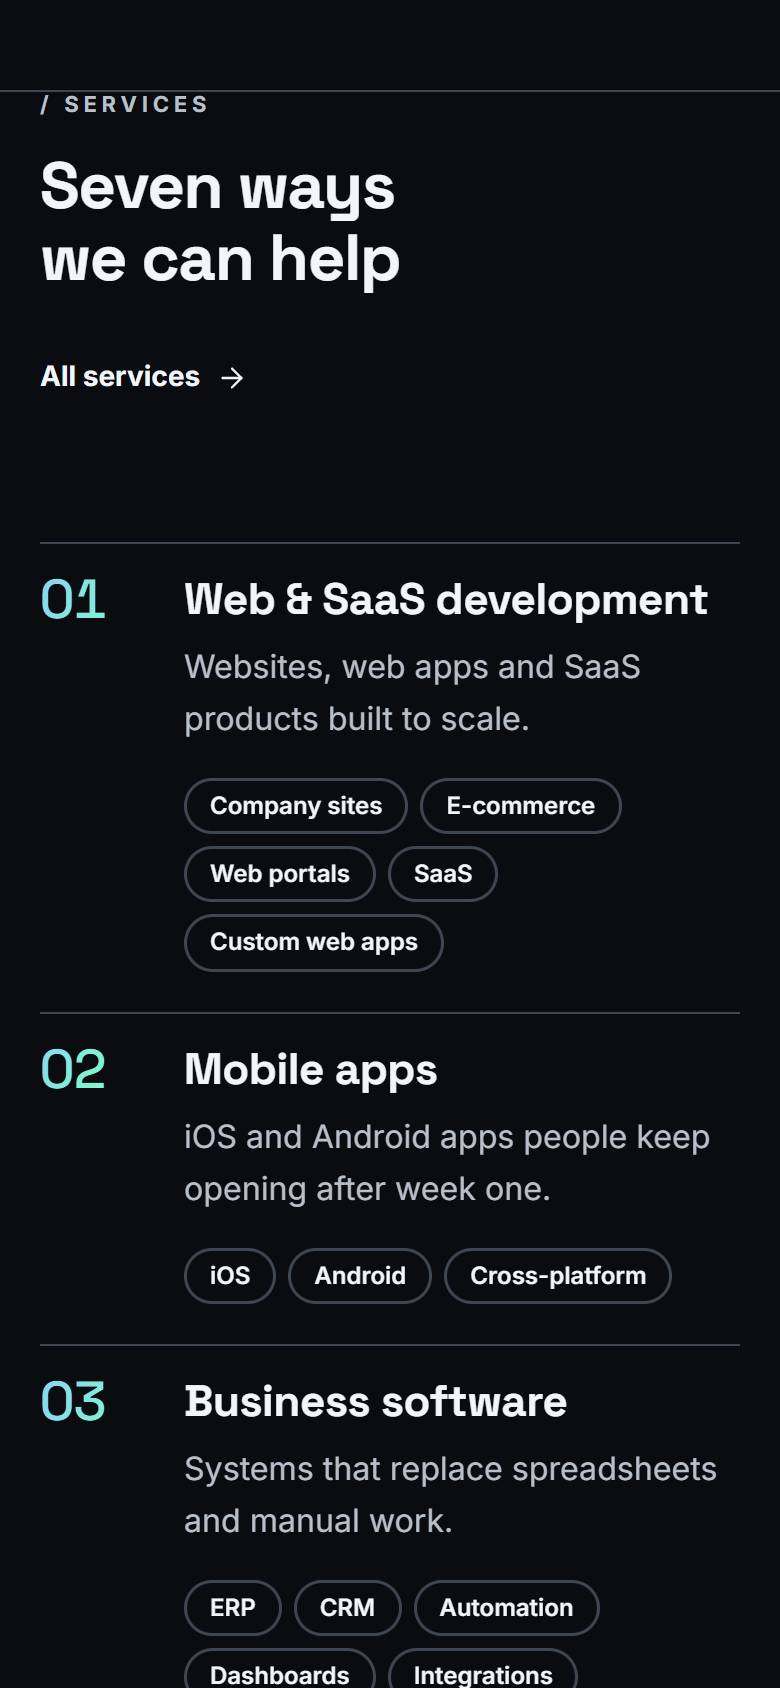 / SERVICES
Seven ways
we can help
All services →
01 Web & SaaS development
Websites, web apps and SaaS
products built to scale.
Company sites E-commerce
Web portals SaaS
Custom web apps
02 Mobile apps
iOS and Android apps people keep
opening after week one.
iOS Android Cross-platform
03 Business software
Systems that replace spreadsheets
and manual work.
ERP CRM Automation
Dashboards Integrations